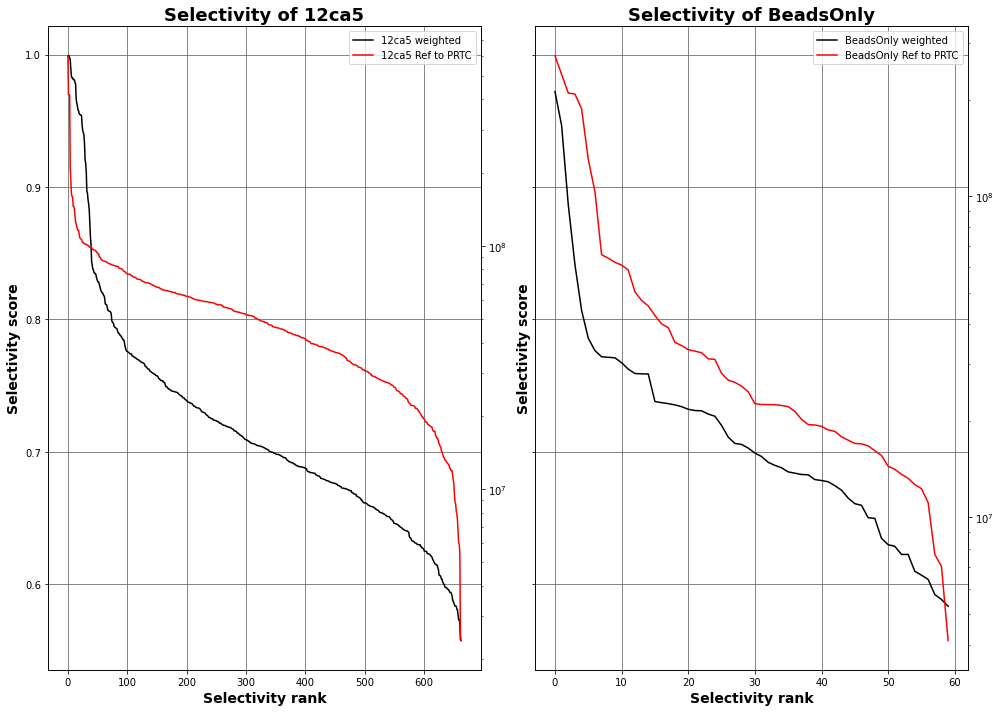 Selectivity of 12ca5
12ca5 weighted
12ca5 Ref to PRTC
1.0
0.9
0.8
0.7
0.6
Selectivity score
10⁸
10⁷
0 100 200 300 400 500 600
Selectivity rank
Selectivity of BeadsOnly
BeadsOnly weighted
BeadsOnly Ref to PRTC
Selectivity score
10⁸
10⁷
0 10 20 30 40 50 60
Selectivity rank